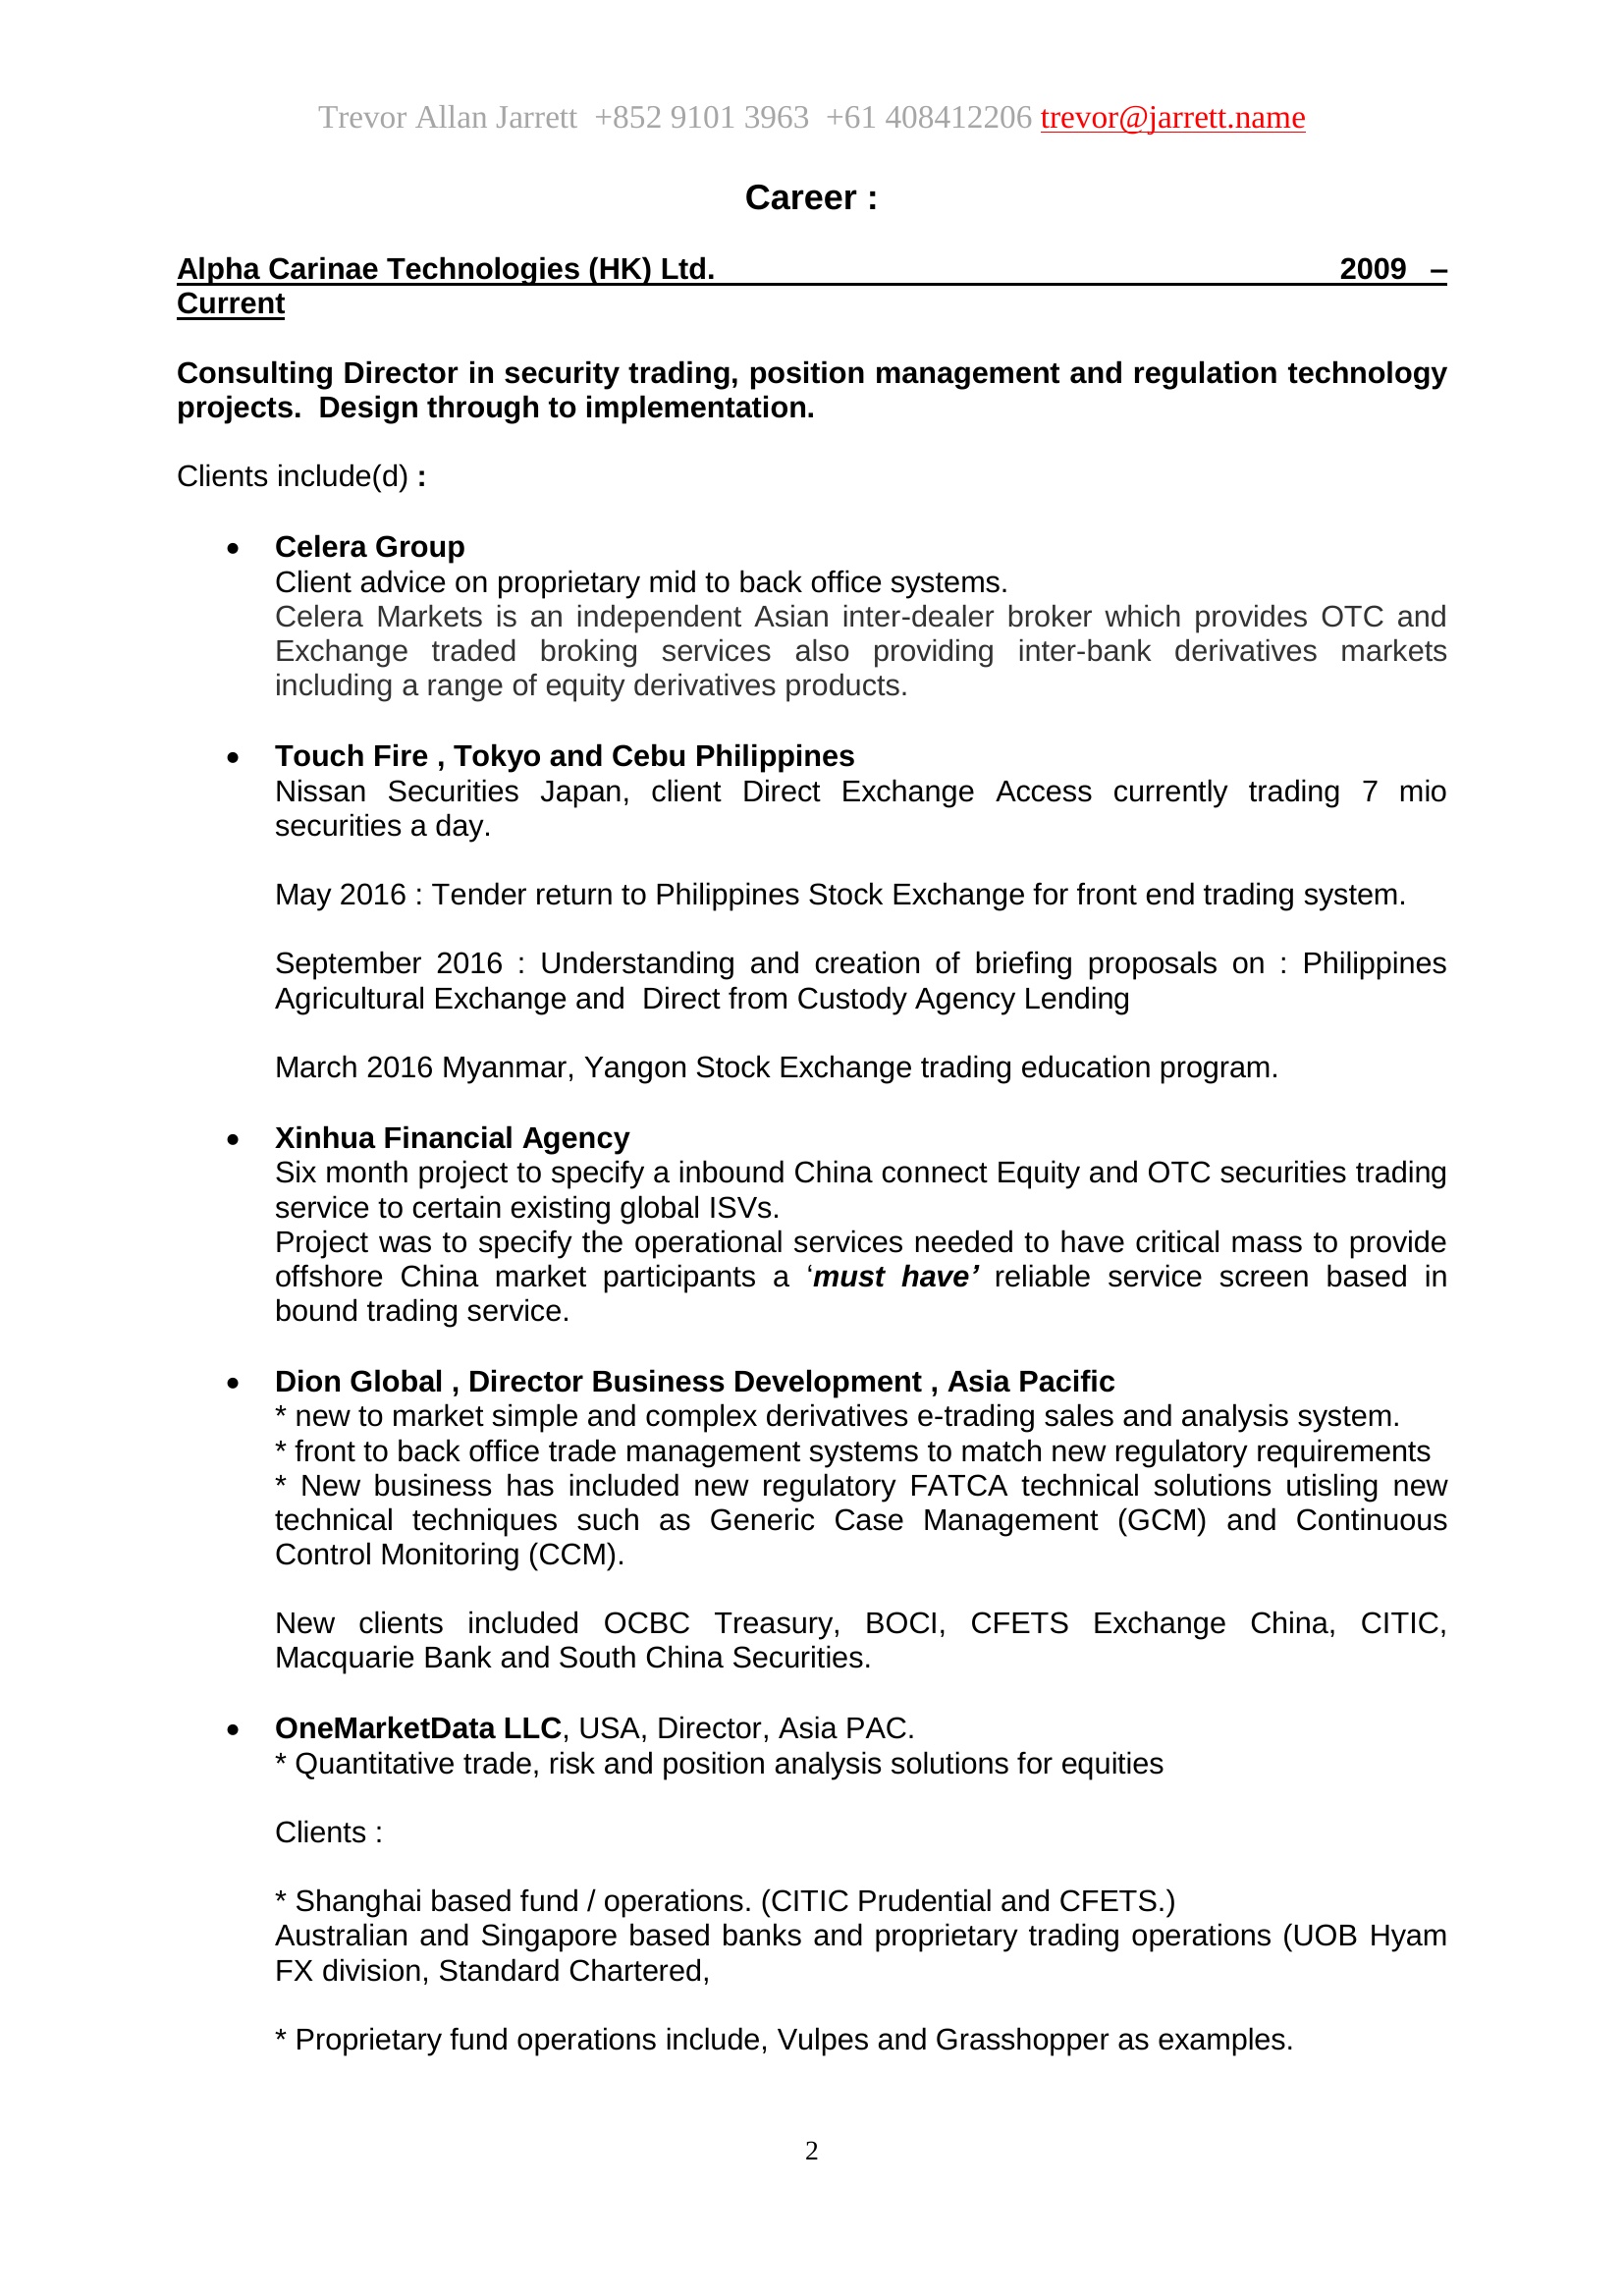 Trevor Allan Jarrett  +852 9101 3963  +61 408412206 trevor@jarrett.name
Career :
Alpha Carinae Technologies (HK) Ltd. 2009 –
Current
Consulting Director in security trading, position management and regulation technology
projects.  Design through to implementation.
Clients include(d) :
• Celera Group
Client advice on proprietary mid to back office systems.
Celera Markets is an independent Asian inter-dealer broker which provides OTC and
Exchange traded broking services also providing inter-bank derivatives markets
including a range of equity derivatives products.
• Touch Fire , Tokyo and Cebu Philippines
Nissan Securities Japan, client Direct Exchange Access currently trading 7 mio
securities a day.
May 2016 : Tender return to Philippines Stock Exchange for front end trading system.
September 2016 : Understanding and creation of briefing proposals on : Philippines
Agricultural Exchange and  Direct from Custody Agency Lending
March 2016 Myanmar, Yangon Stock Exchange trading education program.
• Xinhua Financial Agency
Six month project to specify a inbound China connect Equity and OTC securities trading
service to certain existing global ISVs.
Project was to specify the operational services needed to have critical mass to provide
offshore China market participants a ‘must have’ reliable service screen based in
bound trading service.
• Dion Global , Director Business Development , Asia Pacific
* new to market simple and complex derivatives e-trading sales and analysis system.
* front to back office trade management systems to match new regulatory requirements
* New business has included new regulatory FATCA technical solutions utisling new
technical techniques such as Generic Case Management (GCM) and Continuous
Control Monitoring (CCM).
New clients included OCBC Treasury, BOCI, CFETS Exchange China, CITIC,
Macquarie Bank and South China Securities.
• OneMarketData LLC, USA, Director, Asia PAC.
* Quantitative trade, risk and position analysis solutions for equities
Clients :
* Shanghai based fund / operations. (CITIC Prudential and CFETS.)
Australian and Singapore based banks and proprietary trading operations (UOB Hyam
FX division, Standard Chartered,
* Proprietary fund operations include, Vulpes and Grasshopper as examples.
2